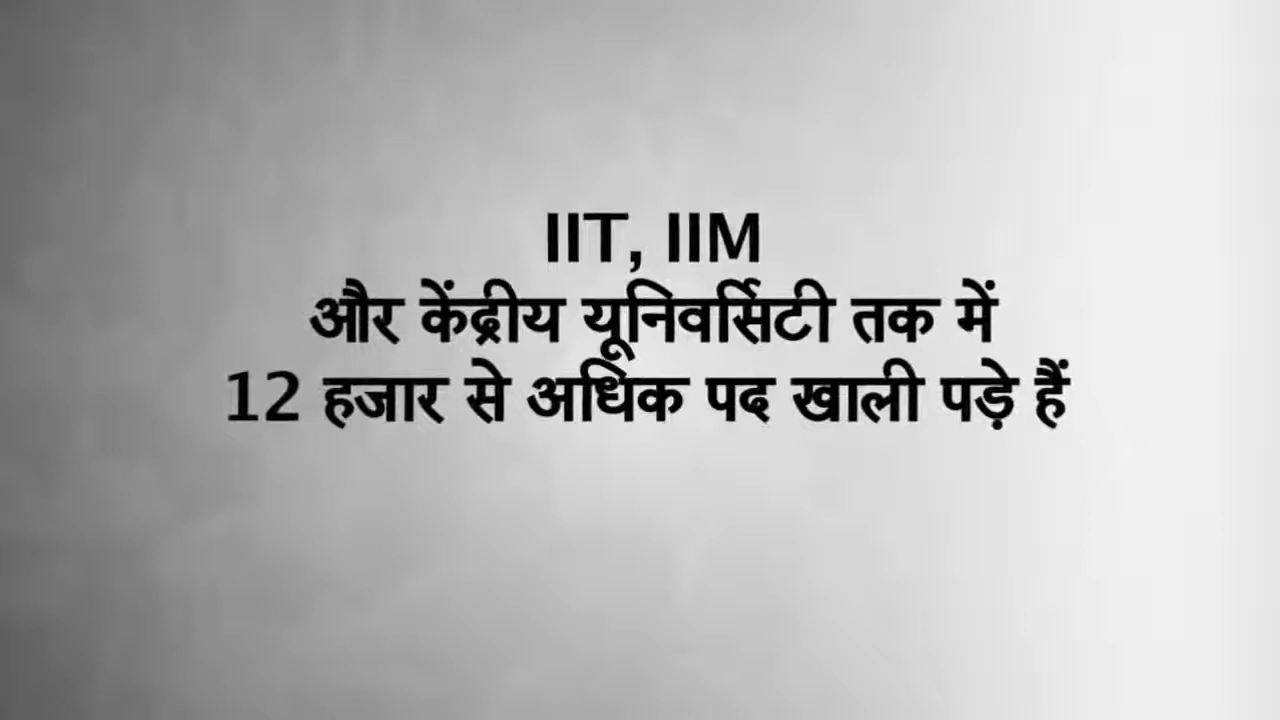 IIT, IIM
और केंद्रीय यूनिवर्सिटी तक में
12 हजार से अधिक पद खाली पड़े हैं